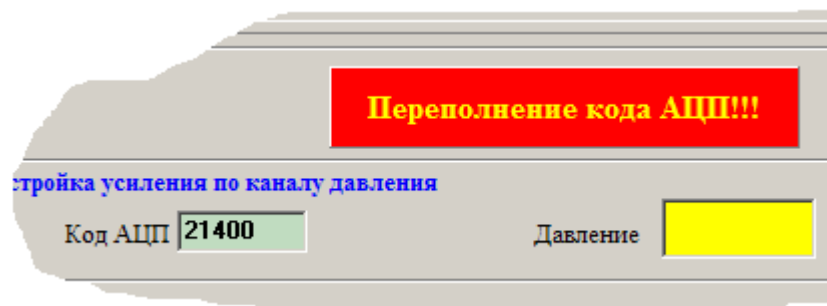 Переполнение кода АЦП!!!
стройка усиления по каналу давления
Код АЦП 21400 Давление